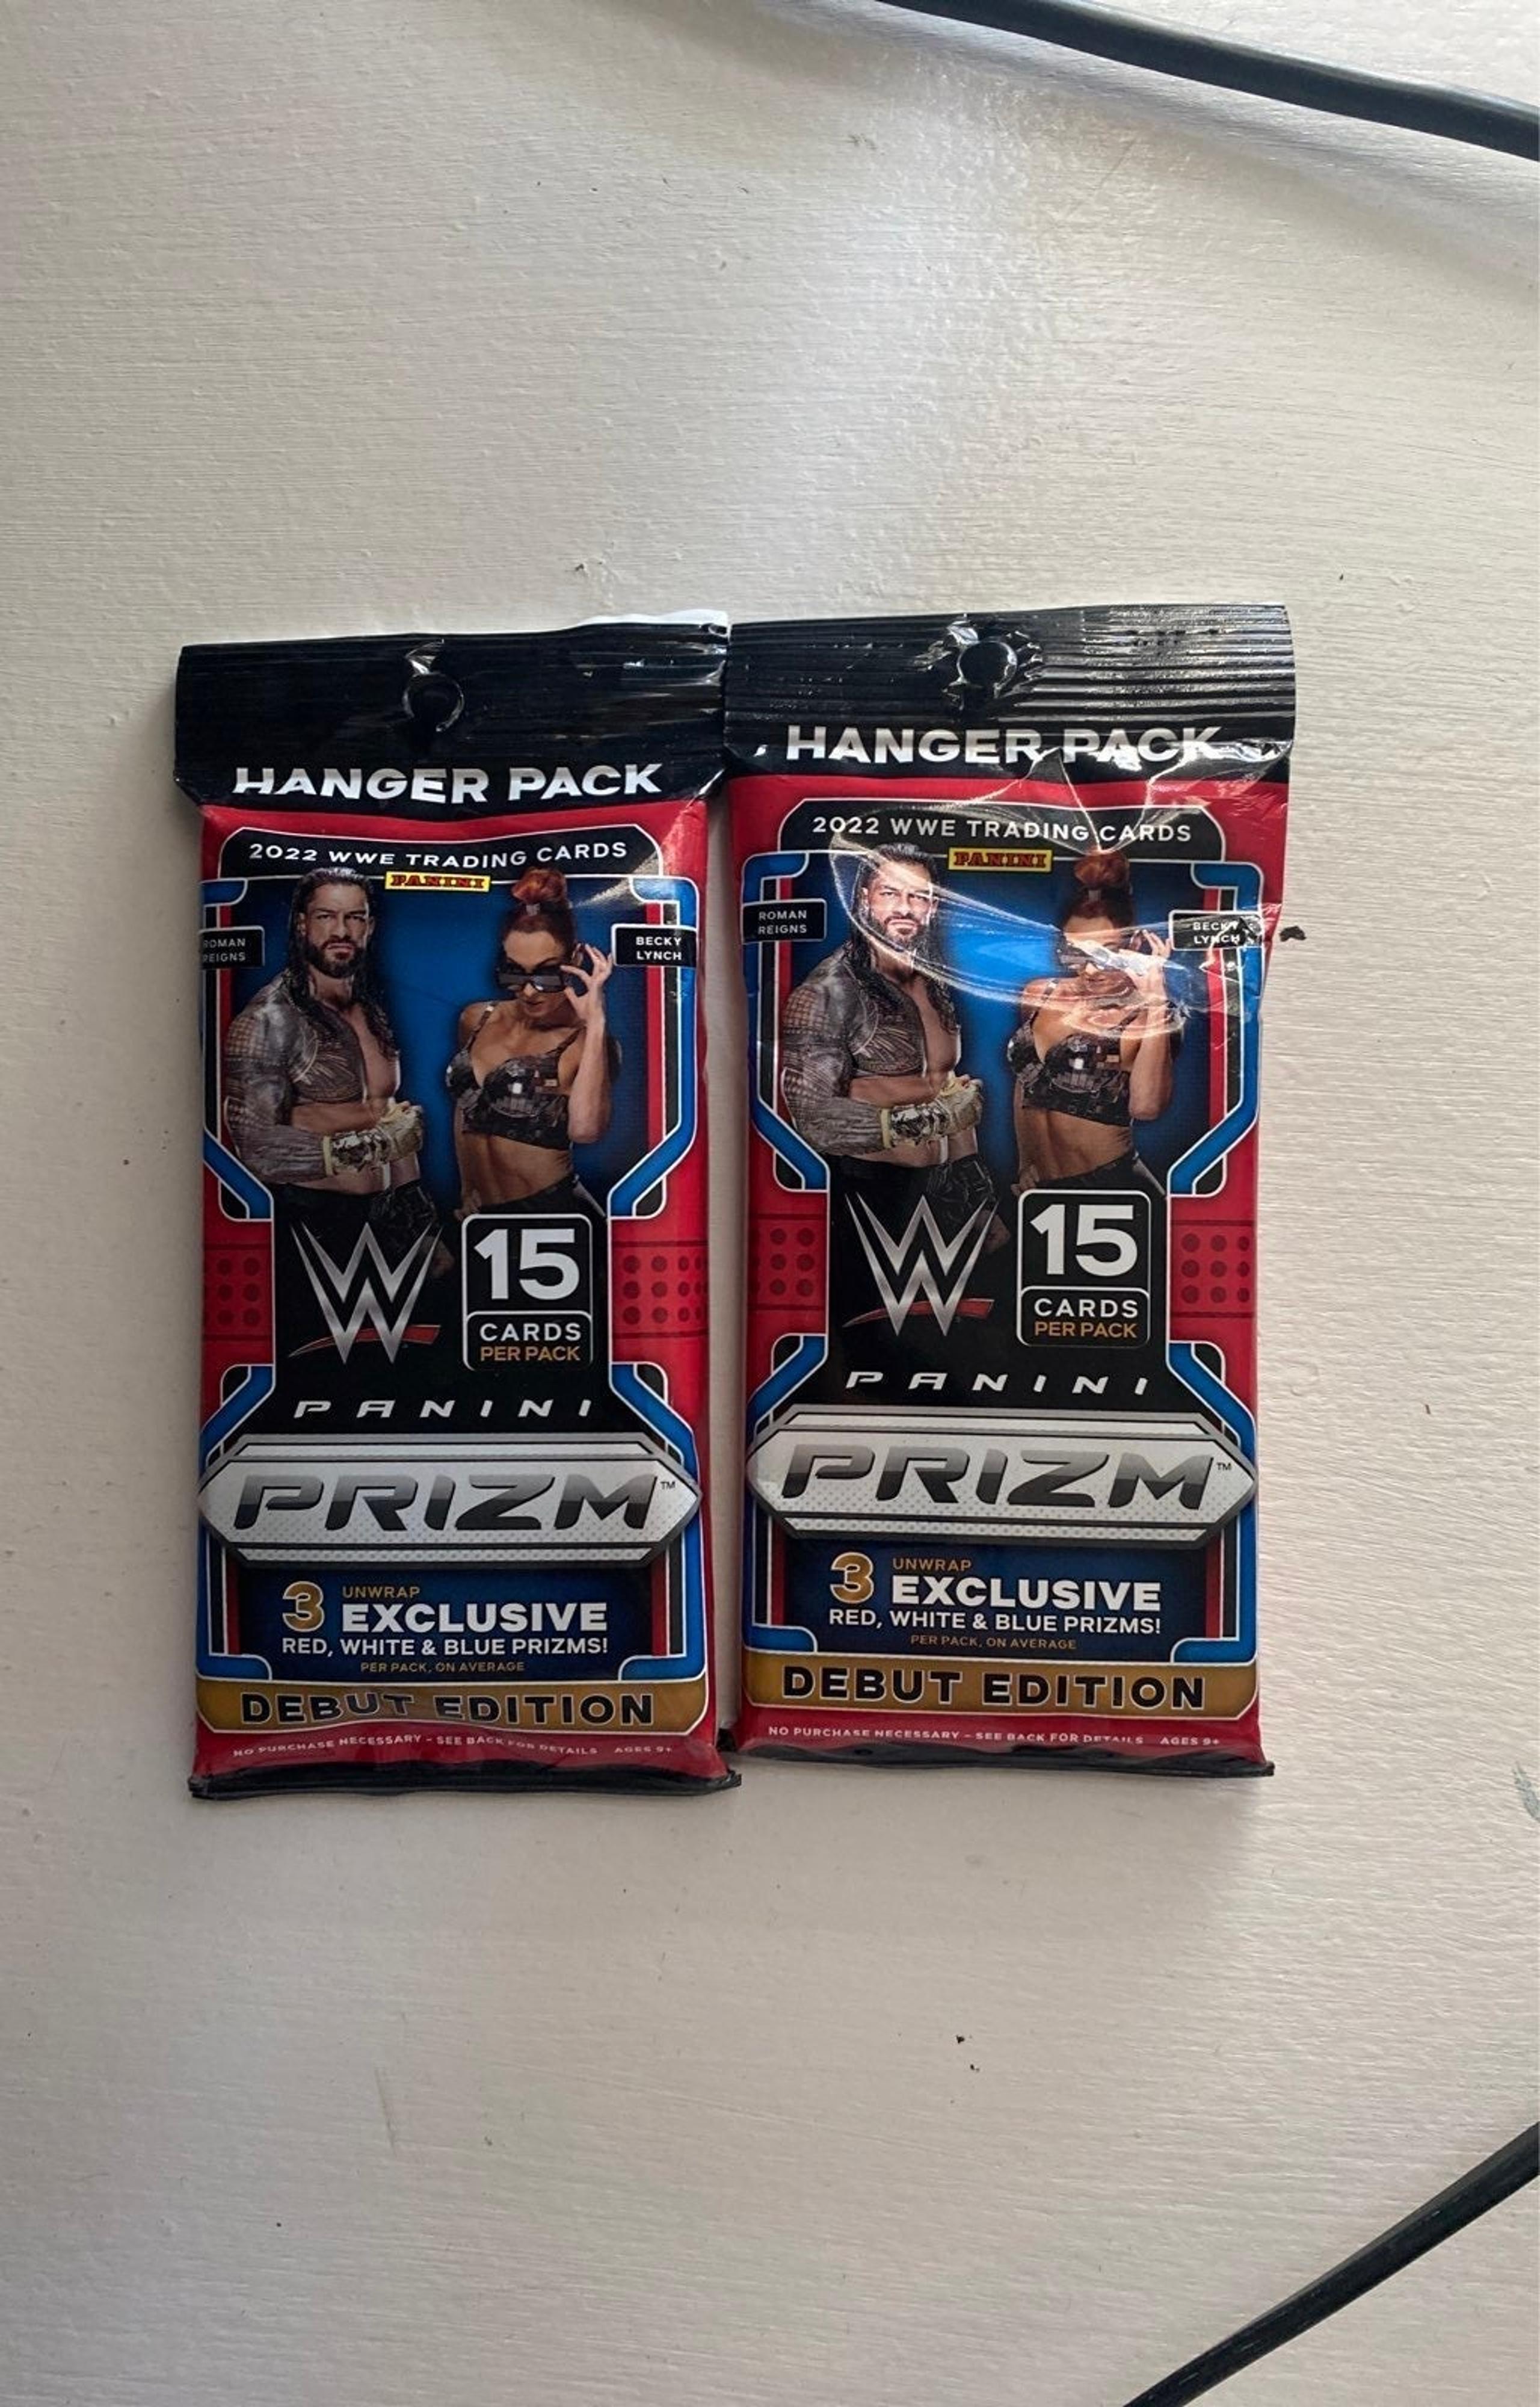 HANGER PACK
2022 WWE TRADING CARDS
PANINI
ROMAN
REIGNS
BECKY
LYNCH
W
15
CARDS
PER PACK
PANINI
PRIZM™
3 UNWRAP
EXCLUSIVE
RED, WHITE & BLUE PRIZMS!
PER PACK, ON AVERAGE
DEBUT EDITION
NO PURCHASE NECESSARY – SEE BACK FOR DETAILS AGES 9+
HANGER PACK
2022 WWE TRADING CARDS
PANINI
ROMAN
REIGNS
BECKY
LYNCH
W
15
CARDS
PER PACK
PANINI
PRIZM™
3 UNWRAP
EXCLUSIVE
RED, WHITE & BLUE PRIZMS!
PER PACK, ON AVERAGE
DEBUT EDITION
NO PURCHASE NECESSARY – SEE BACK FOR DETAILS AGES 9+